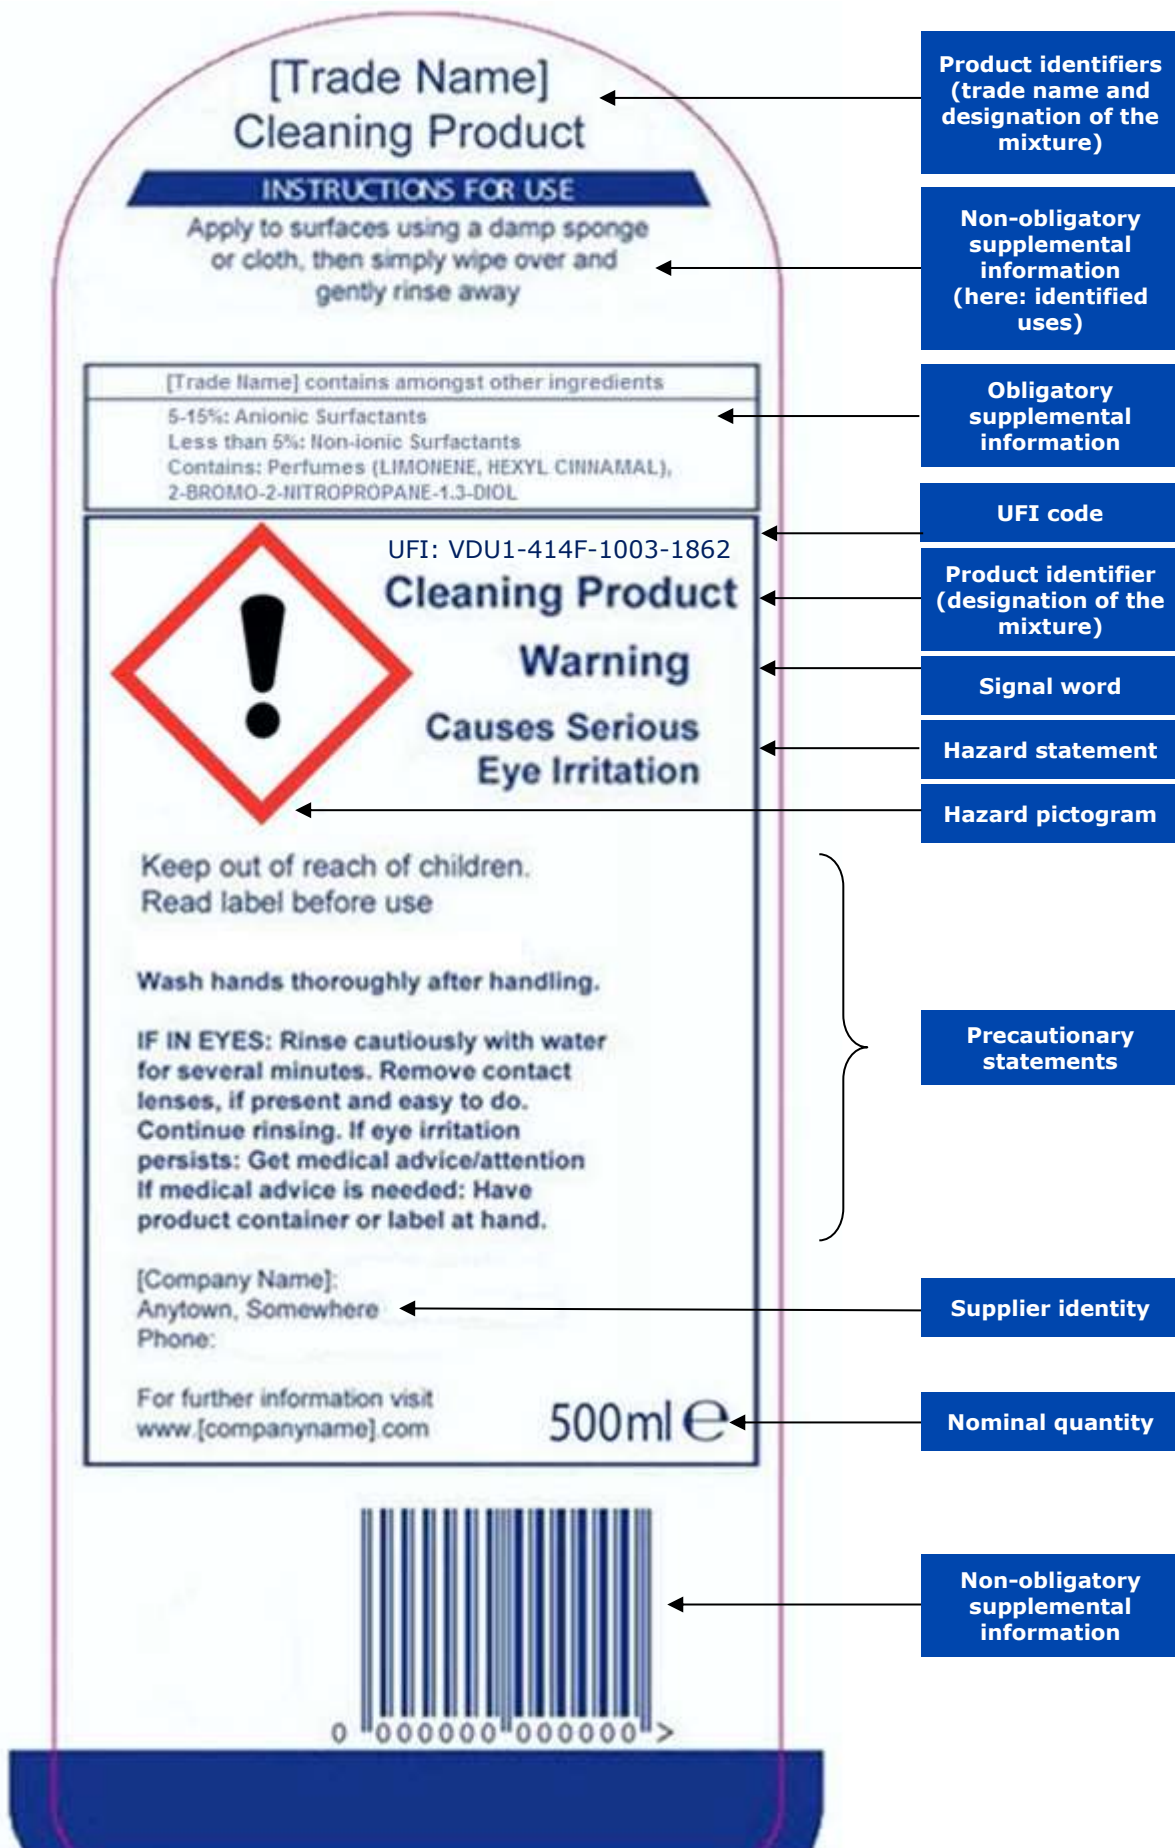 [Trade Name]
Cleaning Product
INSTRUCTIONS FOR USE
Apply to surfaces using a damp sponge
or cloth, then simply wipe over and
gently rinse away
[Trade Name] contains amongst other ingredients
5-15%: Anionic Surfactants
Less than 5%: Non-ionic Surfactants
Contains: Perfumes (LIMONENE, HEXYL CINNAMAL),
2-BROMO-2-NITROPROPANE-1.3-DIOL
UFI: VDU1-414F-1003-1862
Cleaning Product
Warning
Causes Serious
Eye Irritation
Keep out of reach of children.
Read label before use
Wash hands thoroughly after handling.
IF IN EYES: Rinse cautiously with water
for several minutes. Remove contact
lenses, if present and easy to do.
Continue rinsing. If eye irritation
persists: Get medical advice/attention
If medical advice is needed: Have
product container or label at hand.
[Company Name]:
Anytown, Somewhere
Phone:
For further information visit
www.[companyname].com
500ml ℮
0 000000 000000 >
Product identifiers
(trade name and
designation of the
mixture)
Non-obligatory
supplemental
information
(here: identified
uses)
Obligatory
supplemental
information
UFI code
Product identifier
(designation of the
mixture)
Signal word
Hazard statement
Hazard pictogram
Precautionary
statements
Supplier identity
Nominal quantity
Non-obligatory
supplemental
information